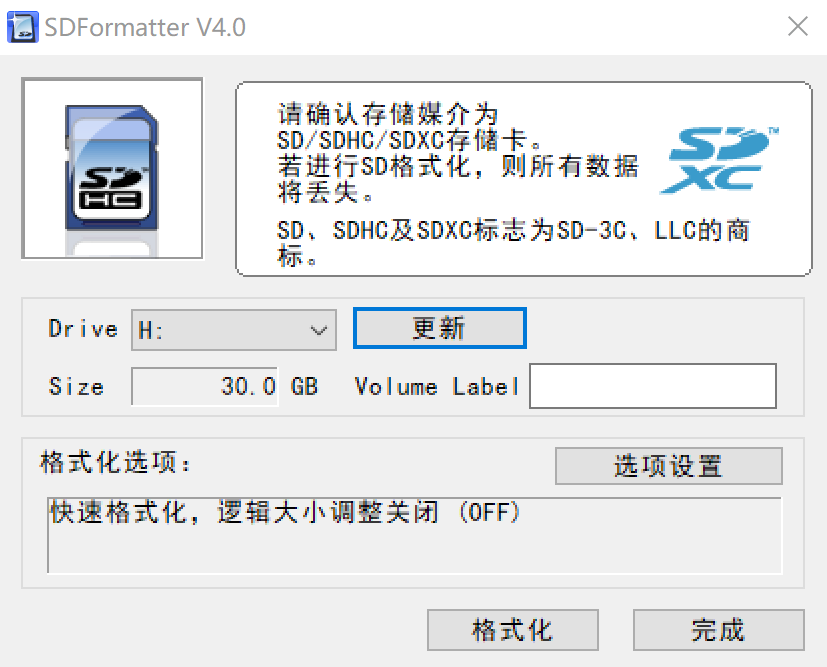 SDFormatter V4.0
请确认存储媒介为
SD/SDHC/SDXC存储卡。
若进行SD格式化，则所有数据
将丢失。
SD、SDHC及SDXC标志为SD-3C、LLC的商
标。
SD HC
SD XC ™
Drive H: 更新
Size 30.0 GB Volume Label
格式化选项： 选项设置
快速格式化，逻辑大小调整关闭 (OFF)
格式化 完成